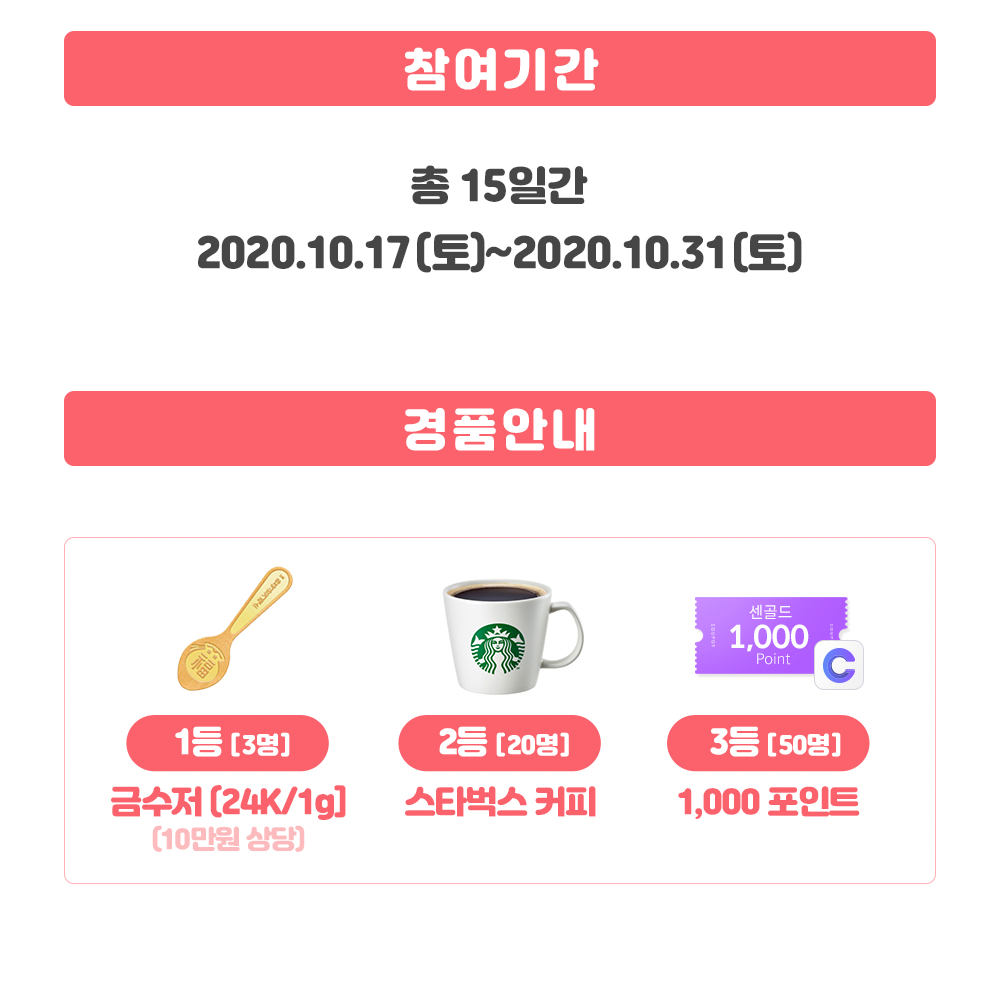 참여기간
총 15일간
2020.10.17(토)~2020.10.31(토)
경품안내
福
센골드
1,000
Point
1등 [3명]
2등 [20명]
3등 [50명]
금수저 (24K/1g]
스타벅스 커피
1,000 포인트
(10만원 상당)